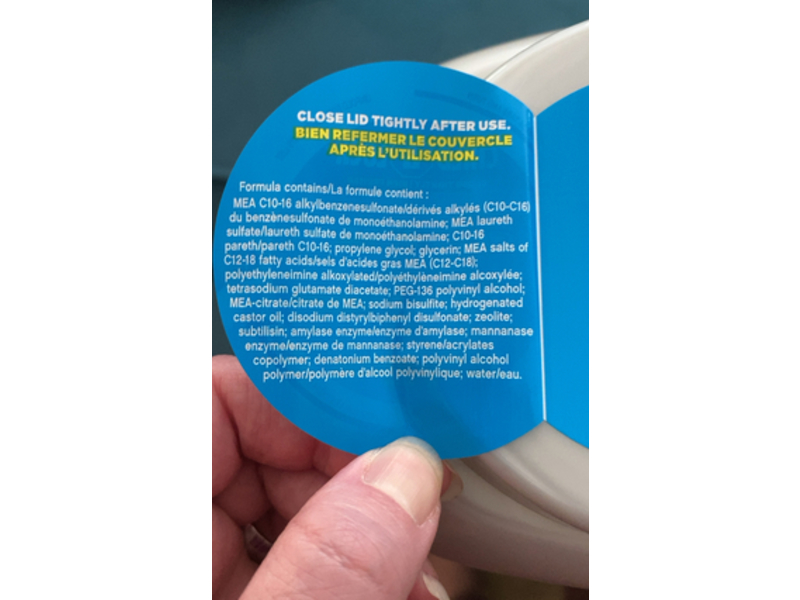 CLOSE LID TIGHTLY AFTER USE.
BIEN REFERMER LE COUVERCLE
APRÈS L'UTILISATION.
Formula contains/La formule contient :
MEA C10-16 alkylbenzenesulfonate/dérivés alkylés (C10-C16)
du benzènesulfonate de monoéthanolamine; MEA laureth
sulfate/laureth sulfate de monoéthanolamine; C10-16
pareth/pareth C10-16; propylene glycol; glycerin; MEA salts of
C12-18 fatty acids/sels d'acides gras MEA (C12-C18);
polyethyleneimine alkoxylated/polyéthylèneimine alcoxylée;
tetrasodium glutamate diacetate; PEG-136 polyvinyl alcohol;
MEA-citrate/citrate de MEA; sodium bisulfite; hydrogenated
castor oil; disodium distyrylbiphenyl disulfonate; zeolite;
subtilisin; amylase enzyme/enzyme d'amylase; mannanase
enzyme/enzyme de mannanase; styrene/acrylates
copolymer; denatonium benzoate; polyvinyl alcohol
polymer/polymère d'alcool polyvinylique; water/eau.